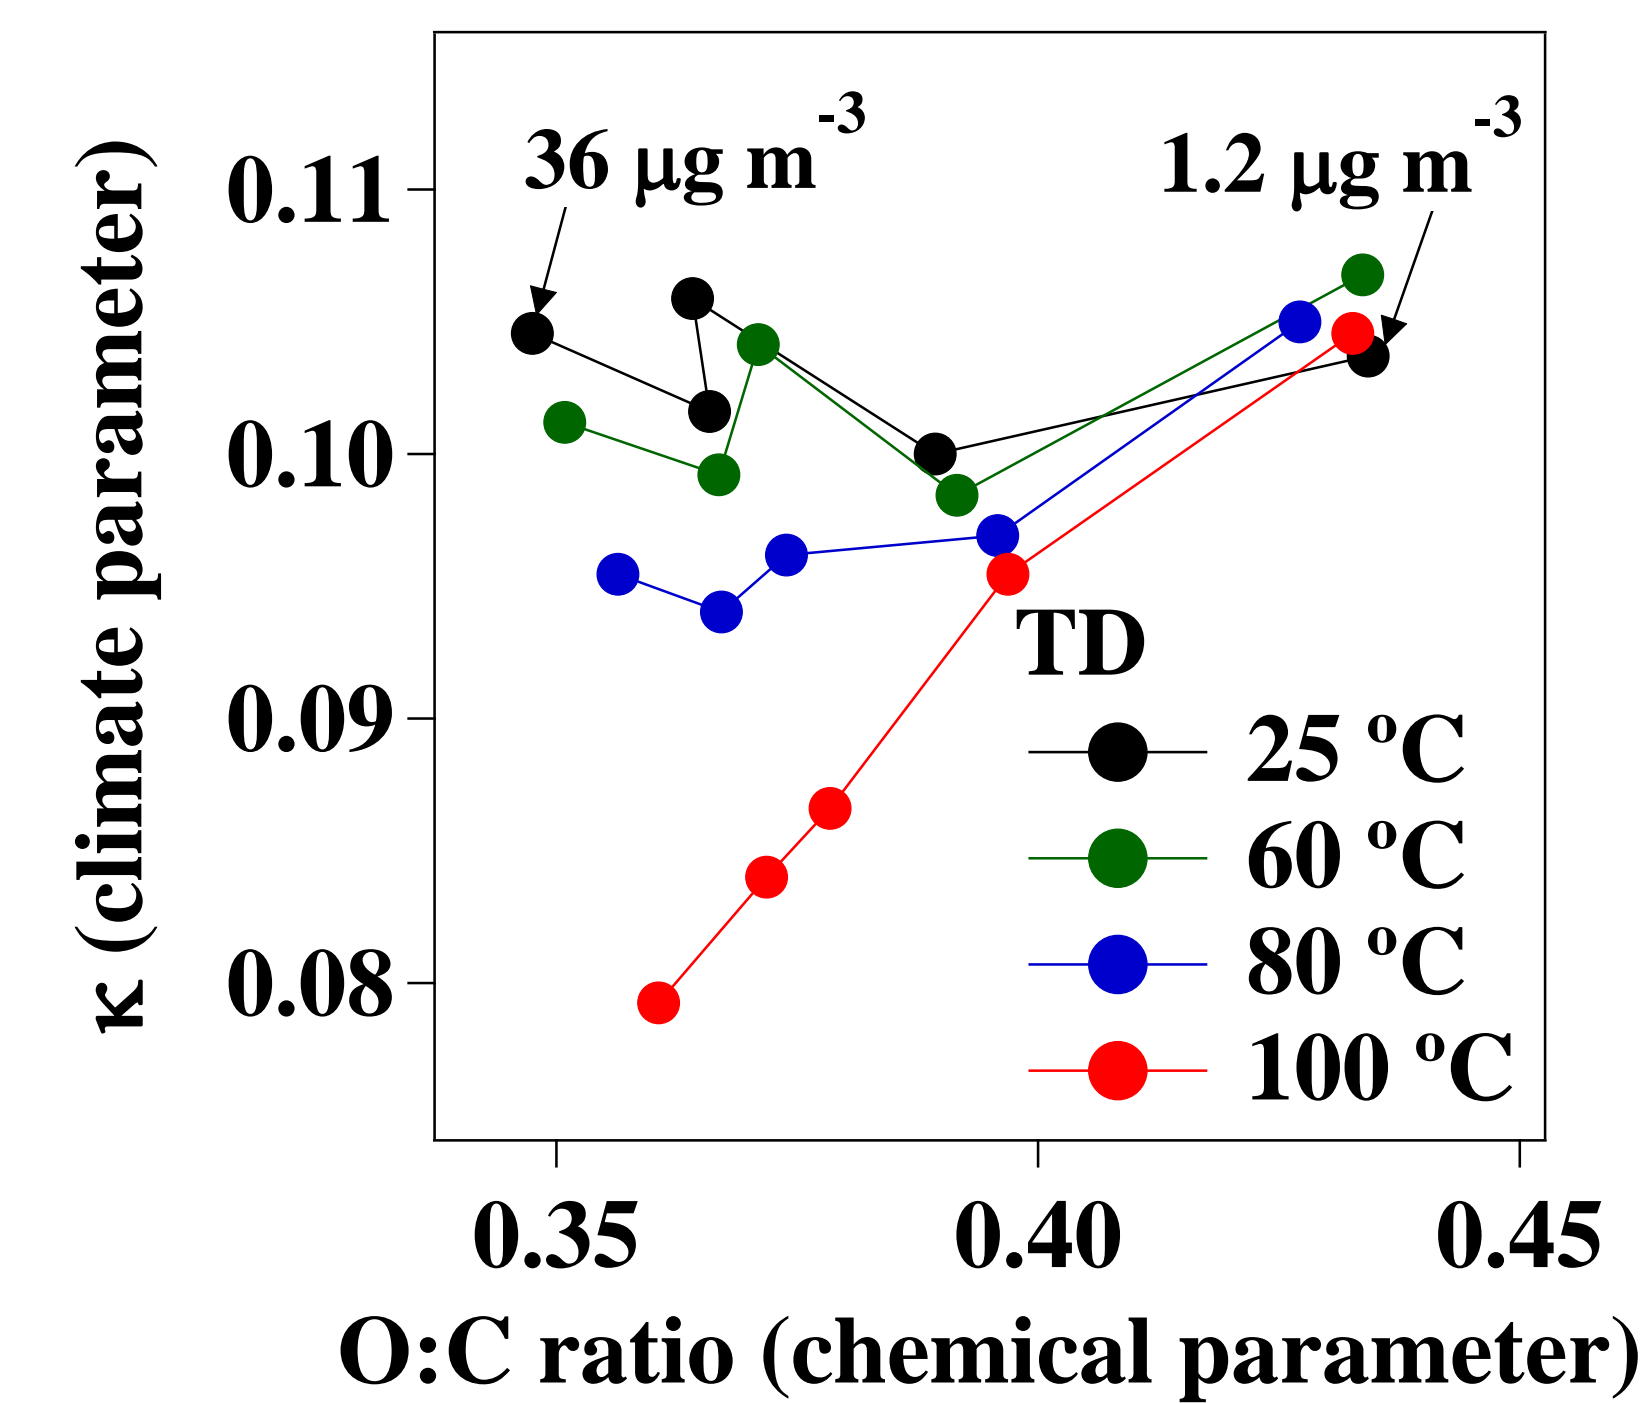 36 μg m-3
1.2 μg m-3
κ (climate parameter)
0.11
0.10
0.09
0.08
TD
25 ºC
60 ºC
80 ºC
100 ºC
0.35 0.40 0.45
O:C ratio (chemical parameter)